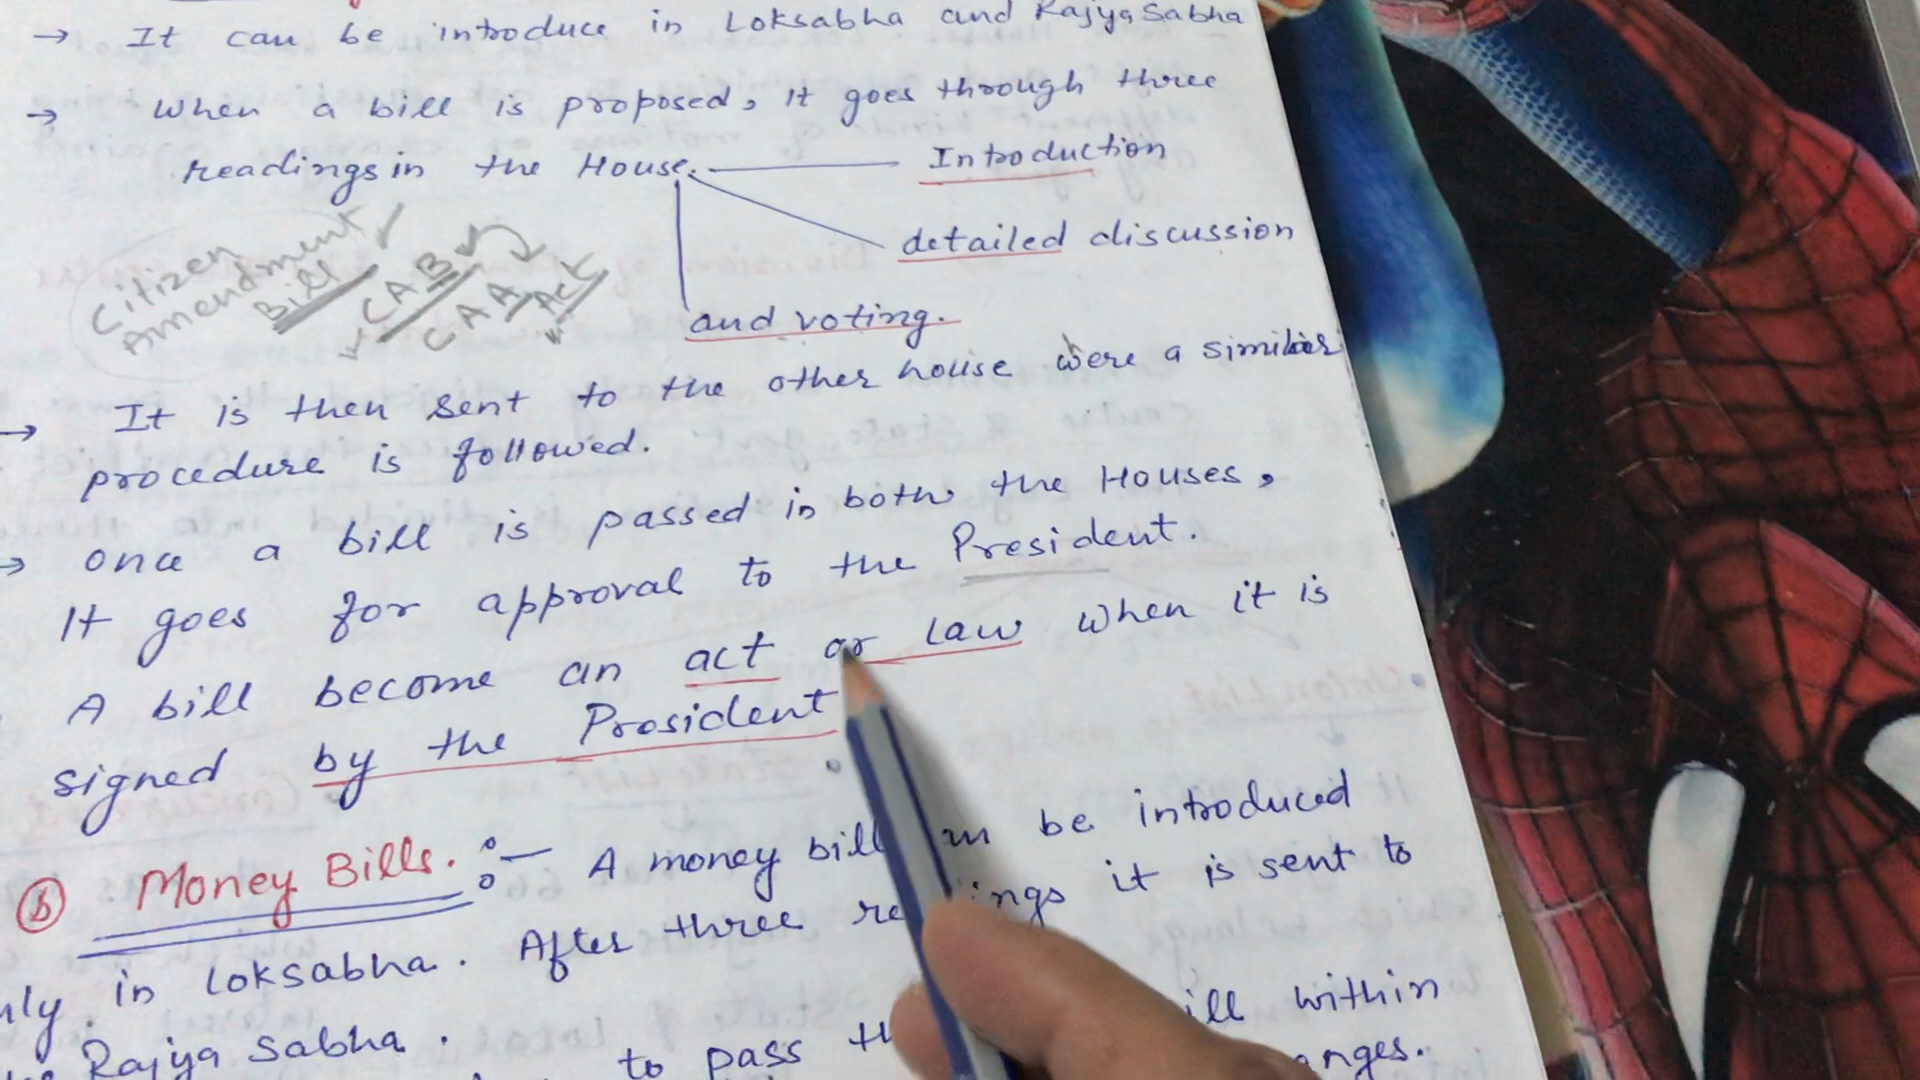 → It can be introduce in Loksabha and RajyaSabha
→ When a bill is proposed, It goes through three
readings in the House. Introduction
detailed discussion
and voting.
Citizen
Amendment
Bill
CAB
CAA
Act
→ It is then sent to the other house were a similar
procedure is followed.
→ once a bill is passed in both the Houses,
It goes for approval to the President.
A bill become an act or law when it is
signed by the President
(b) Money Bills. :- A money bill be introduced
in loksabha. After three it is sent to
Rajya Sabha.
to pass within